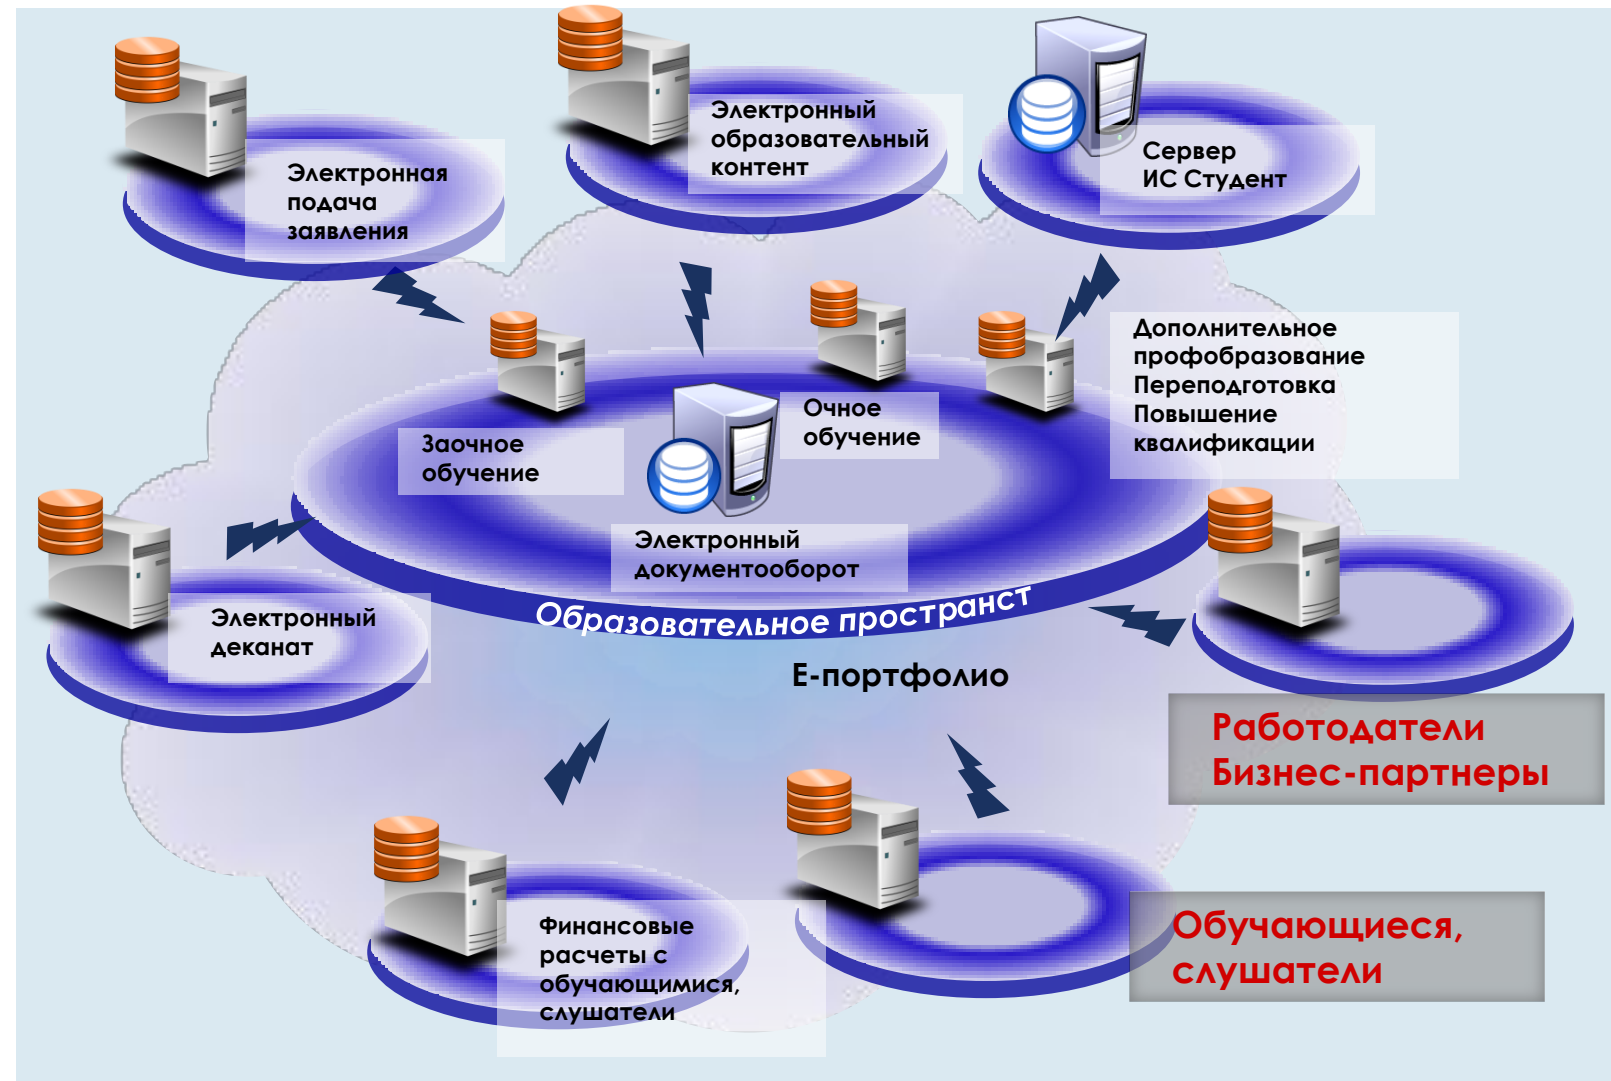 Электронная
подача
заявления
Электронный
образовательный
контент
Сервер
ИС Студент
Дополнительное
профобразование
Переподготовка
Повышение
квалификации
Заочное
обучение
Очное
обучение
Электронный
документооборот
Образовательное пространст
Электронный
деканат
Е-портфолио
Работодатели
Бизнес-партнеры
Финансовые
расчеты с
обучающимися,
слушатели
Обучающиеся,
слушатели